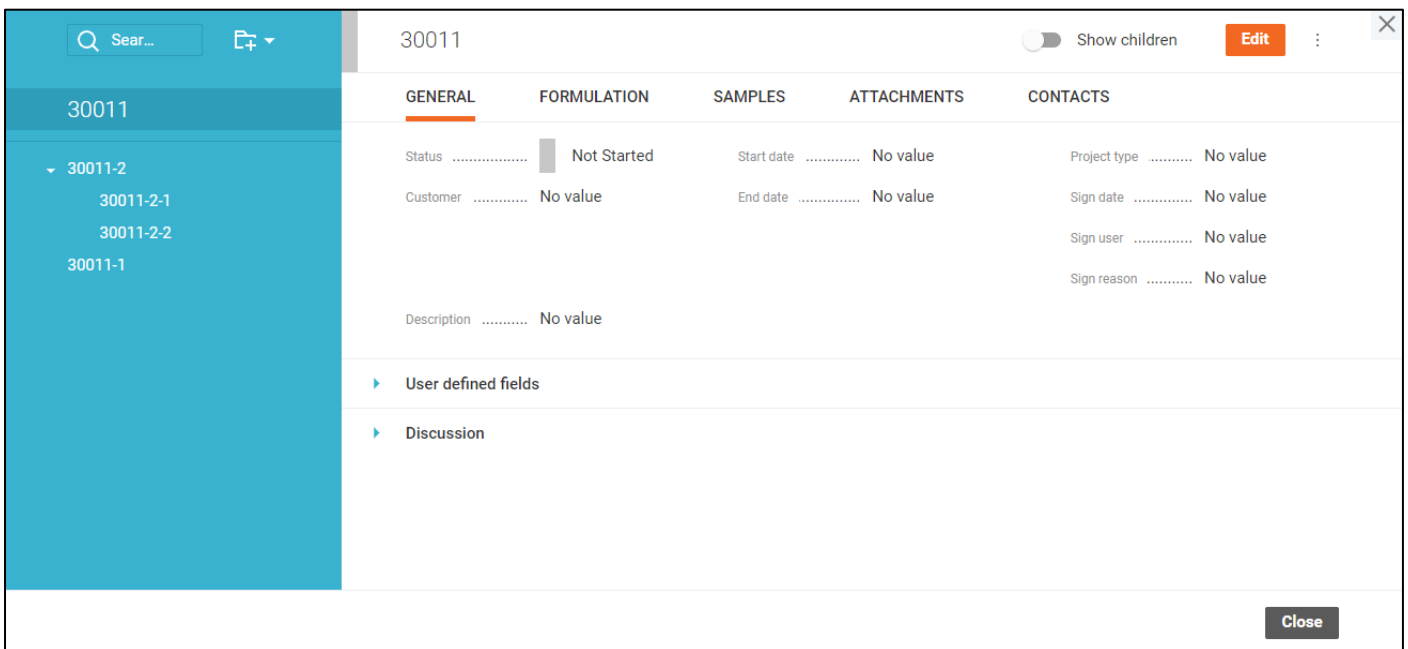 Sear...
30011
30011-2
30011-2-1
30011-2-2
30011-1
30011
Show children
Edit
GENERAL FORMULATION SAMPLES ATTACHMENTS CONTACTS
Status ................. Not Started Start date ............ No value Project type ........... No value
Customer ............ No value End date .............. No value Sign date ............. No value
Sign user ............. No value
Sign reason ........... No value
Description ........... No value
User defined fields
Discussion
Close